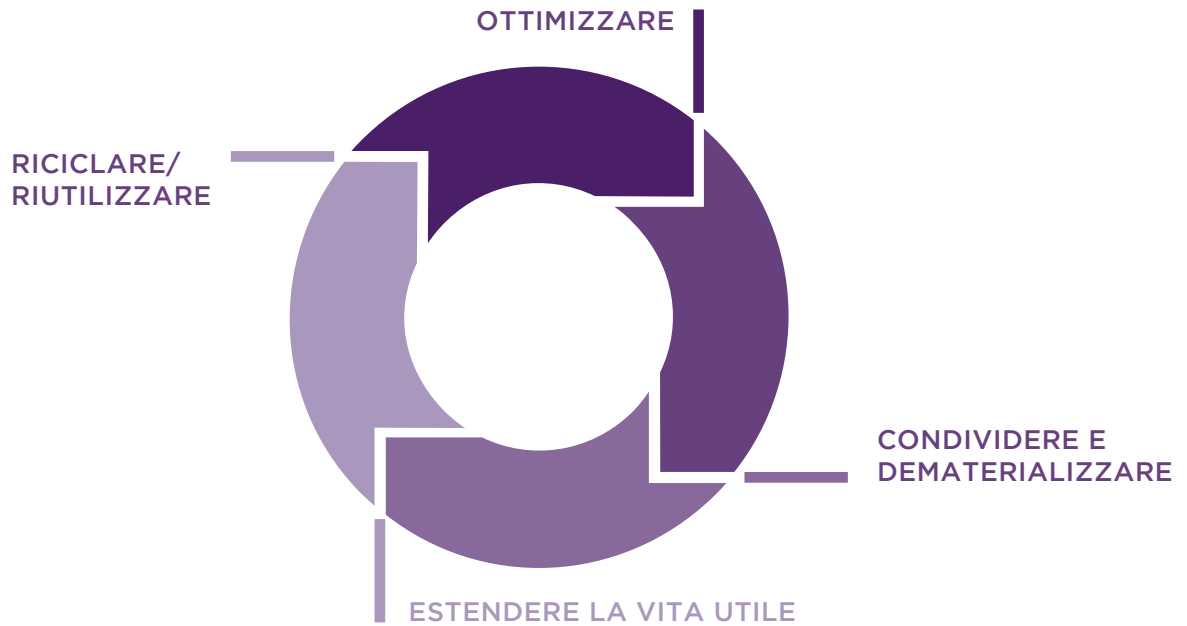 OTTIMIZZARE
RICICLARE/
RIUTILIZZARE
CONDIVIDERE E
DEMATERIALIZZARE
ESTENDERE LA VITA UTILE